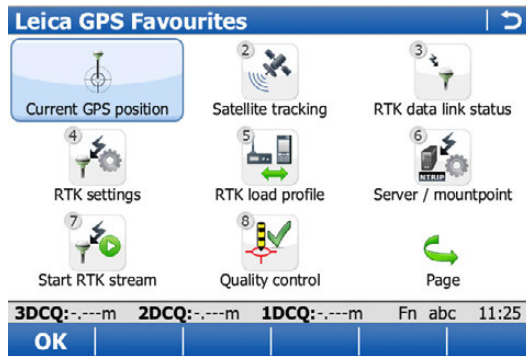 Leica GPS Favourites
2
3
Current GPS position
Satellite tracking
RTK data link status
4
5
6
NTRIP
RTK settings
RTK load profile
Server / mountpoint
7
8
Start RTK stream
Quality control
Page
3DCQ:-.---m 2DCQ:-.---m 1DCQ:-.---m Fn abc 11:25
OK